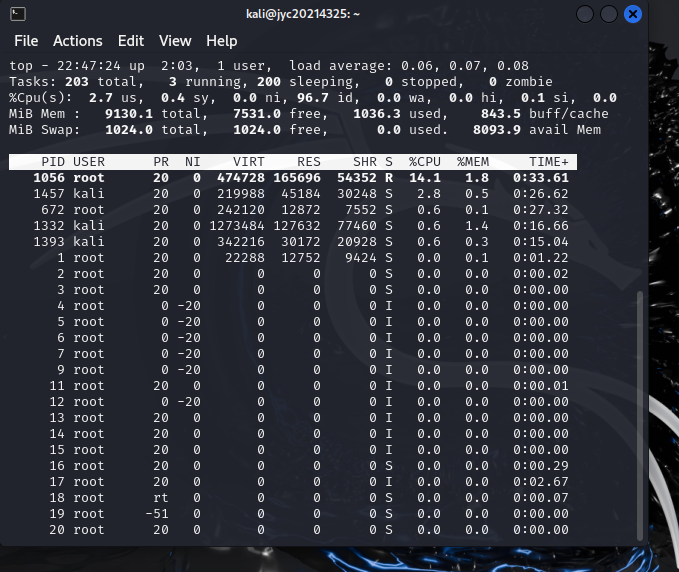 kali@jyc20214325: ~
File Actions Edit View Help
top - 22:47:24 up 2:03, 1 user, load average: 0.06, 0.07, 0.08
Tasks: 203 total, 3 running, 200 sleeping, 0 stopped, 0 zombie
%Cpu(s): 2.7 us, 0.4 sy, 0.0 ni, 96.7 id, 0.0 wa, 0.0 hi, 0.1 si, 0.0
MiB Mem : 9130.1 total, 7531.0 free, 1036.3 used, 843.5 buff/cache
MiB Swap: 1024.0 total, 1024.0 free, 0.0 used. 8093.9 avail Mem
PID USER PR NI VIRT RES SHR S %CPU %MEM TIME+
1056 root 20 0 474728 165696 54352 R 14.1 1.8 0:33.61
1457 kali 20 0 219988 45184 30248 S 2.8 0.5 0:26.62
672 root 20 0 242120 12872 7552 S 0.6 0.1 0:27.32
1332 kali 20 0 1273484 127632 77460 S 0.6 1.4 0:16.66
1393 kali 20 0 342216 30172 20928 S 0.6 0.3 0:15.04
1 root 20 0 22288 12752 9424 S 0.0 0.1 0:01.22
2 root 20 0 0 0 0 S 0.0 0.0 0:00.02
3 root 20 0 0 0 0 S 0.0 0.0 0:00.00
4 root 0 -20 0 0 0 I 0.0 0.0 0:00.00
5 root 0 -20 0 0 0 I 0.0 0.0 0:00.00
6 root 0 -20 0 0 0 I 0.0 0.0 0:00.00
7 root 0 -20 0 0 0 I 0.0 0.0 0:00.00
9 root 0 -20 0 0 0 I 0.0 0.0 0:00.00
11 root 20 0 0 0 0 I 0.0 0.0 0:00.01
12 root 0 -20 0 0 0 I 0.0 0.0 0:00.00
13 root 20 0 0 0 0 I 0.0 0.0 0:00.00
14 root 20 0 0 0 0 I 0.0 0.0 0:00.00
15 root 20 0 0 0 0 I 0.0 0.0 0:00.00
16 root 20 0 0 0 0 S 0.0 0.0 0:00.29
17 root 20 0 0 0 0 I 0.0 0.0 0:02.67
18 root rt 0 0 0 0 S 0.0 0.0 0:00.07
19 root -51 0 0 0 0 S 0.0 0.0 0:00.00
20 root 20 0 0 0 0 S 0.0 0.0 0:00.00